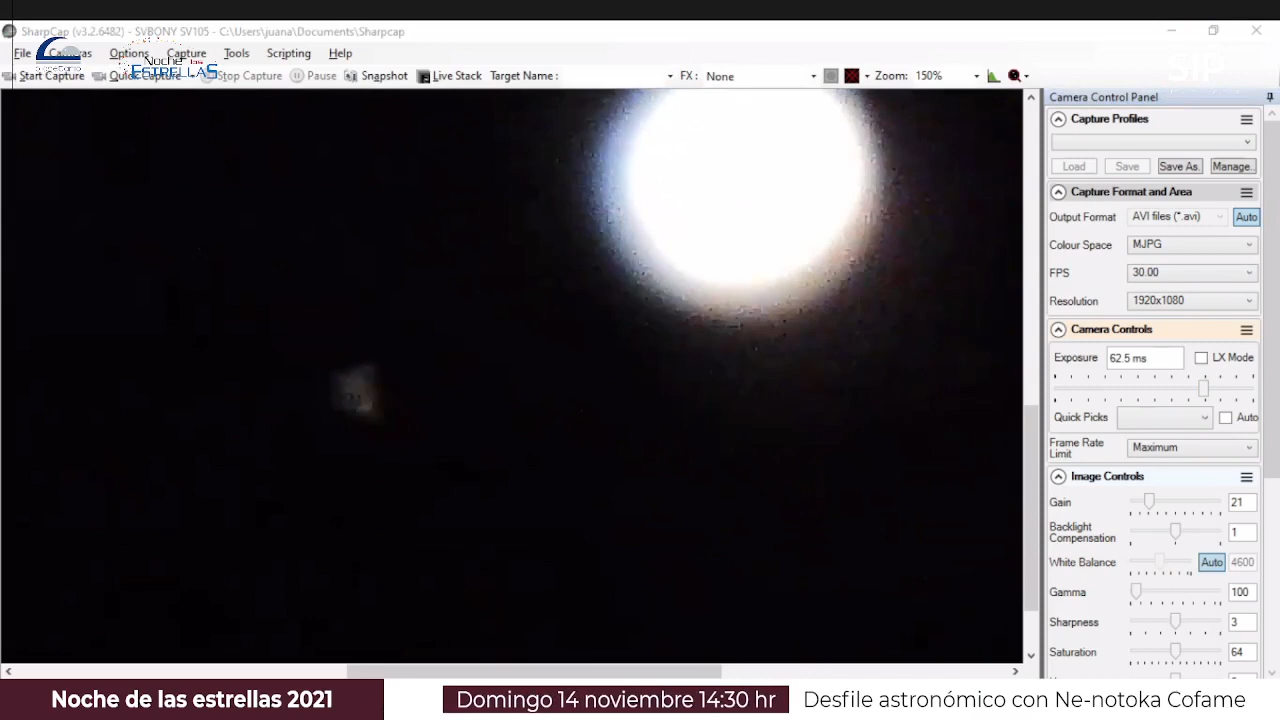 SharpCap (v3.2.6482) - SVBONY SV105 - C:\Users\juana\Documents\Sharpcap
File Cameras Options Capture Tools Scripting Help
Noche las
ESTRELLAS
SIP
Start Capture Quick Capture Stop Capture Pause Snapshot Live Stack Target Name : FX : None Zoom: 150%
Camera Control Panel
Capture Profiles
Load Save Save As. Manage.
Capture Format and Area
Output Format AVI files (*.avi) Auto
Colour Space MJPG
FPS 30.00
Resolution 1920x1080
Camera Controls
Exposure 62.5 ms LX Mode
Quick Picks Auto
Frame Rate
Limit Maximum
Image Controls
Gain 21
Backlight
Compensation 1
White Balance Auto 4600
Gamma 100
Sharpness 3
Saturation 64
Noche de las estrellas 2021
Domingo 14 noviembre 14:30 hr
Desfile astronómico con Ne-notoka Cofame